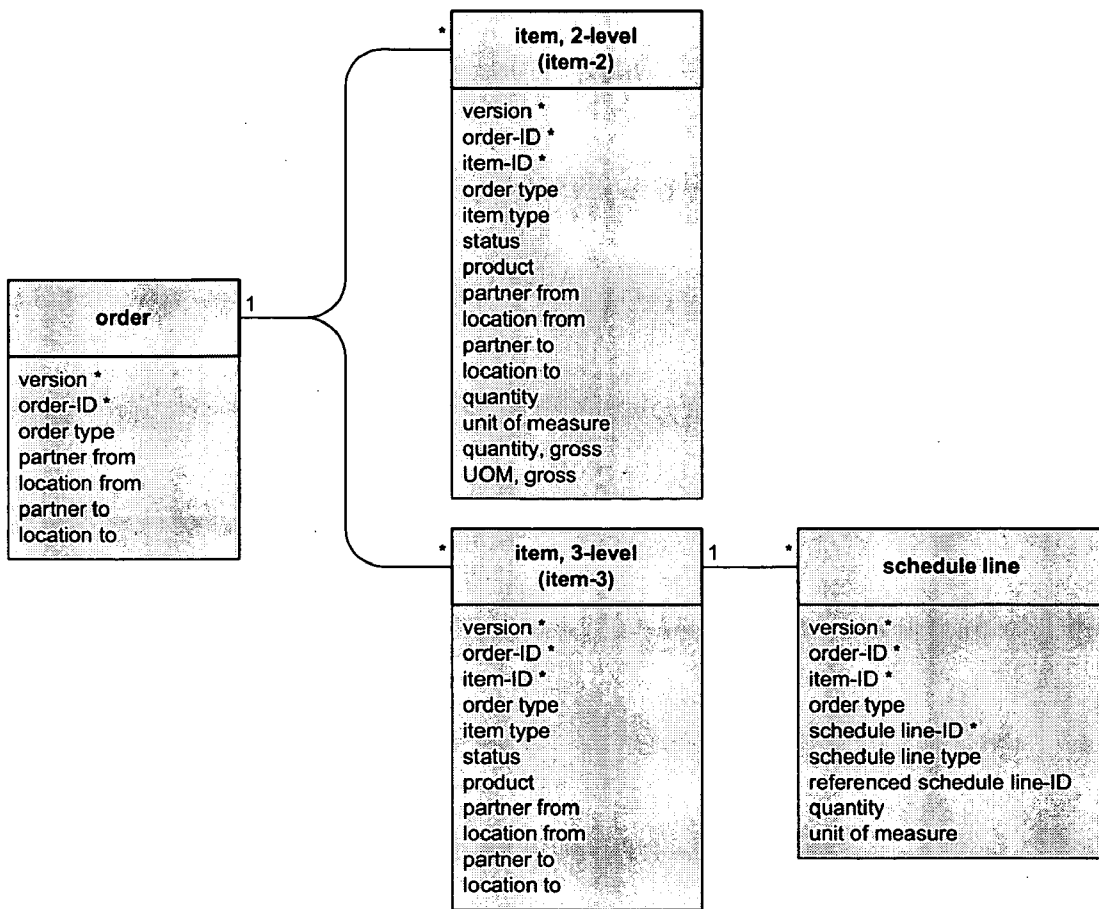 *
item, 2-level
(item-2)
version *
order-ID *
item-ID *
order type
item type
status
product
partner from
location from
partner to
location to
quantity
unit of measure
quantity, gross
UOM, gross
order
1
version *
order-ID *
order type
partner from
location from
partner to
location to
*
item, 3-level
(item-3)
1
version *
order-ID *
item-ID *
order type
item type
status
product
partner from
location from
partner to
location to
*
schedule line
version *
order-ID *
item-ID *
order type
schedule line-ID *
schedule line type
referenced schedule line-ID
quantity
unit of measure